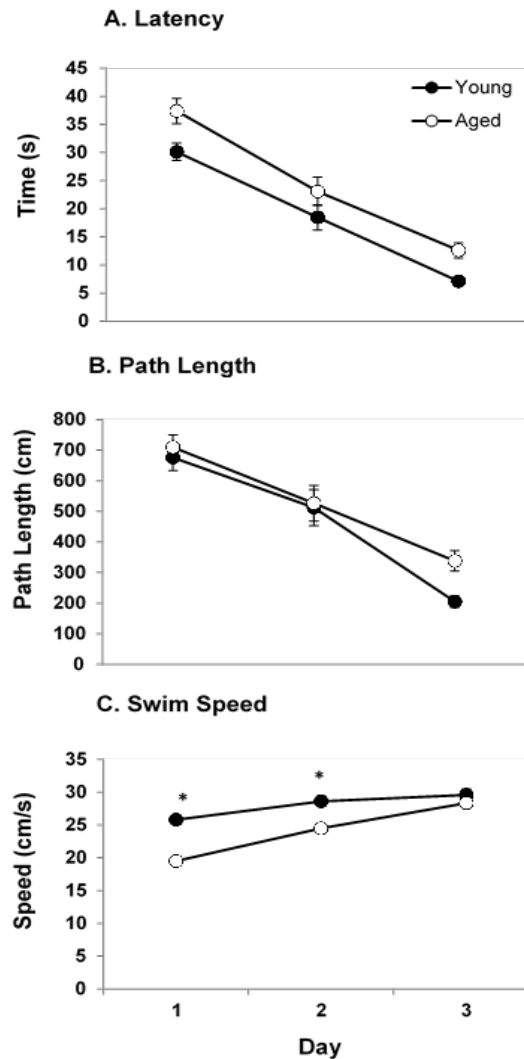 A. Latency
45
40
35
30
25
20
15
10
5
0
Time (s)
Young
Aged
B. Path Length
800
700
600
500
400
300
200
100
0
Path Length (cm)
C. Swim Speed
35
30
25
20
15
10
5
0
Speed (cm/s)
*
*
1 2 3
Day